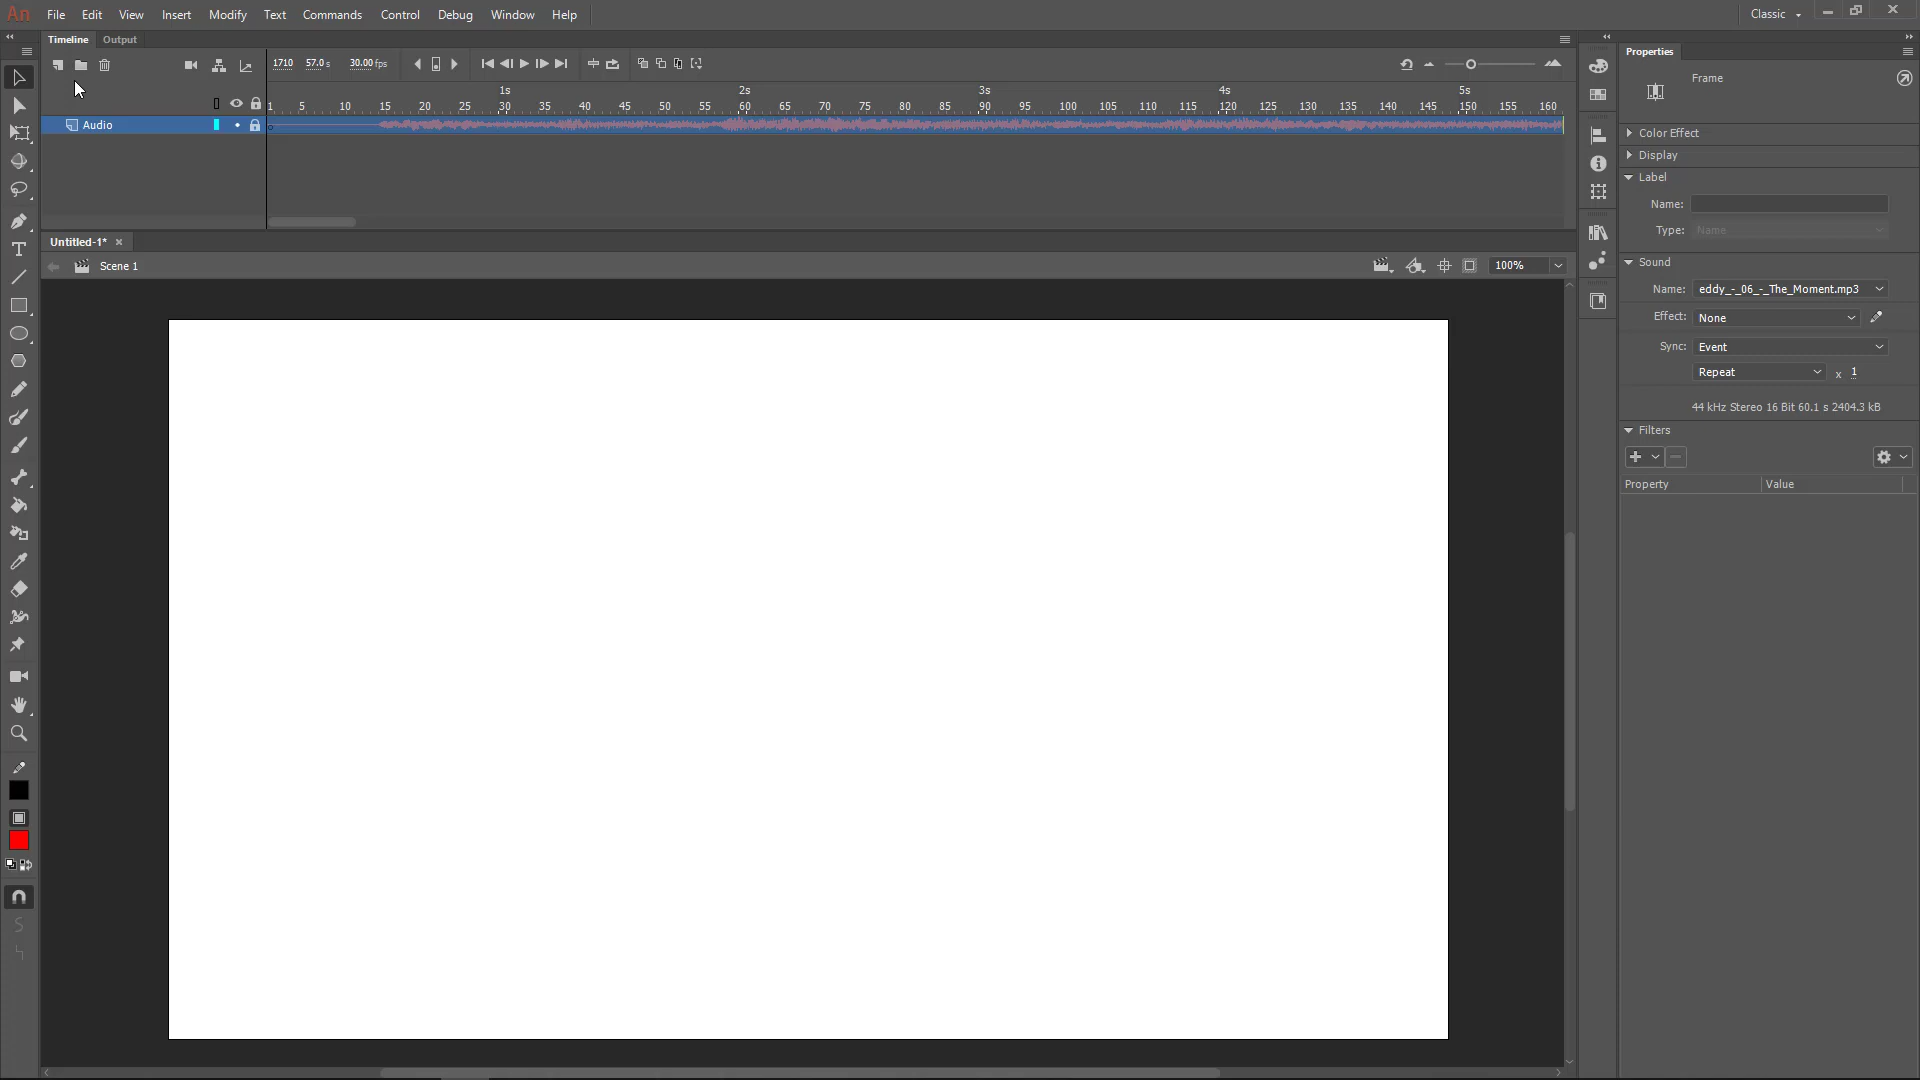 An File Edit View Insert Modify Text Commands Control Debug Window Help Classic
Timeline Output
1710 57.0 s 30.00 fps
1s 2s 3s 4s 5s
1 5 10 15 20 25 30 35 40 45 50 55 60 65 70 75 80 85 90 95 100 105 110 115 120 125 130 135 140 145 150 155 160
Audio
Untitled-1* ×
Scene 1
100%
Properties
Frame
Color Effect
Display
Label
Name:
Type: Name
Sound
Name: eddy_-_06_-_The_Moment.mp3
Effect: None
Sync: Event
Repeat x 1
44 kHz Stereo 16 Bit 60.1 s 2404.3 kB
Filters
Property Value